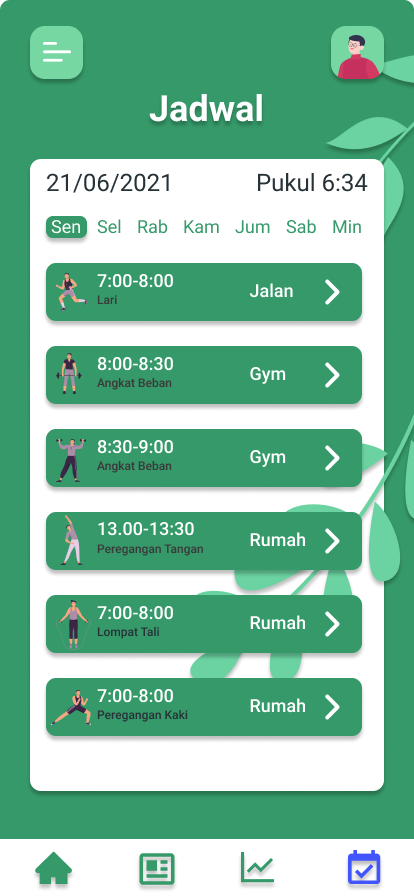 Jadwal
21/06/2021 Pukul 6:34
Sen Sel Rab Kam Jum Sab Min
7:00-8:00
Lari
Jalan
8:00-8:30
Angkat Beban
Gym
8:30-9:00
Angkat Beban
Gym
13.00-13:30
Peregangan Tangan
Rumah
7:00-8:00
Lompat Tali
Rumah
7:00-8:00
Peregangan Kaki
Rumah